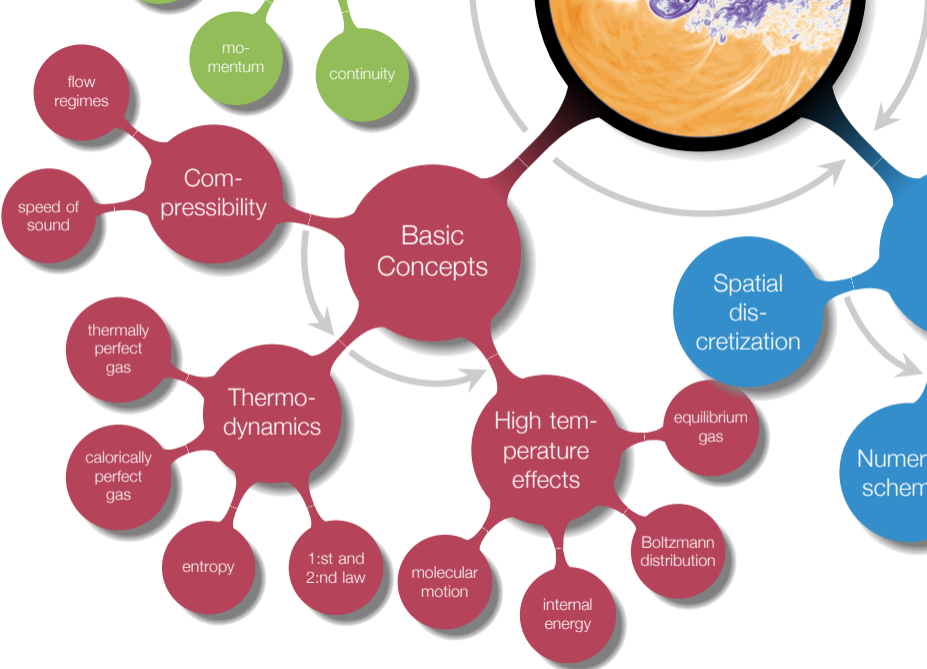 mo-
mentum
continuity
flow
regimes
Com-
pressibility
speed of
sound
Basic
Concepts
Spatial
dis-
cretization
thermally
perfect
gas
Thermo-
dynamics
High tem-
perature
effects
equilibrium
gas
calorically
perfect
gas
Numer
schem
entropy
1:st and
2:nd law
molecular
motion
internal
energy
Boltzmann
distribution